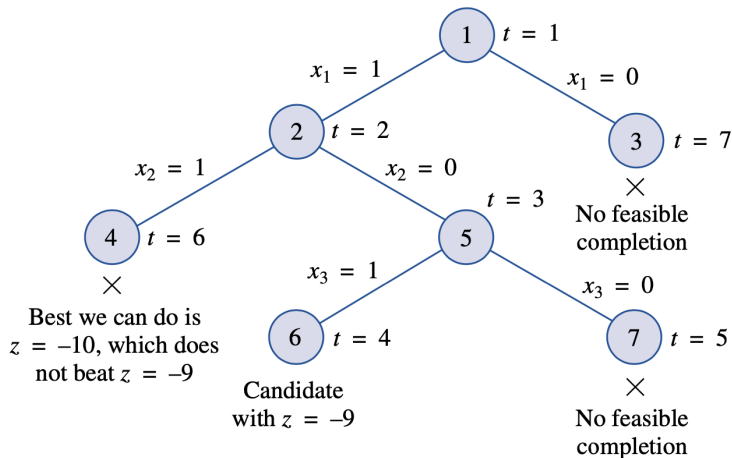 1 t = 1
x₁ = 1
x₁ = 0
2 t = 2
3 t = 7
x₂ = 1
x₂ = 0
×
No feasible
completion
t = 3
4 t = 6
5
×
x₃ = 1
x₃ = 0
Best we can do is
z = –10, which does
not beat z = –9
6 t = 4
7 t = 5
Candidate
with z = –9
×
No feasible
completion